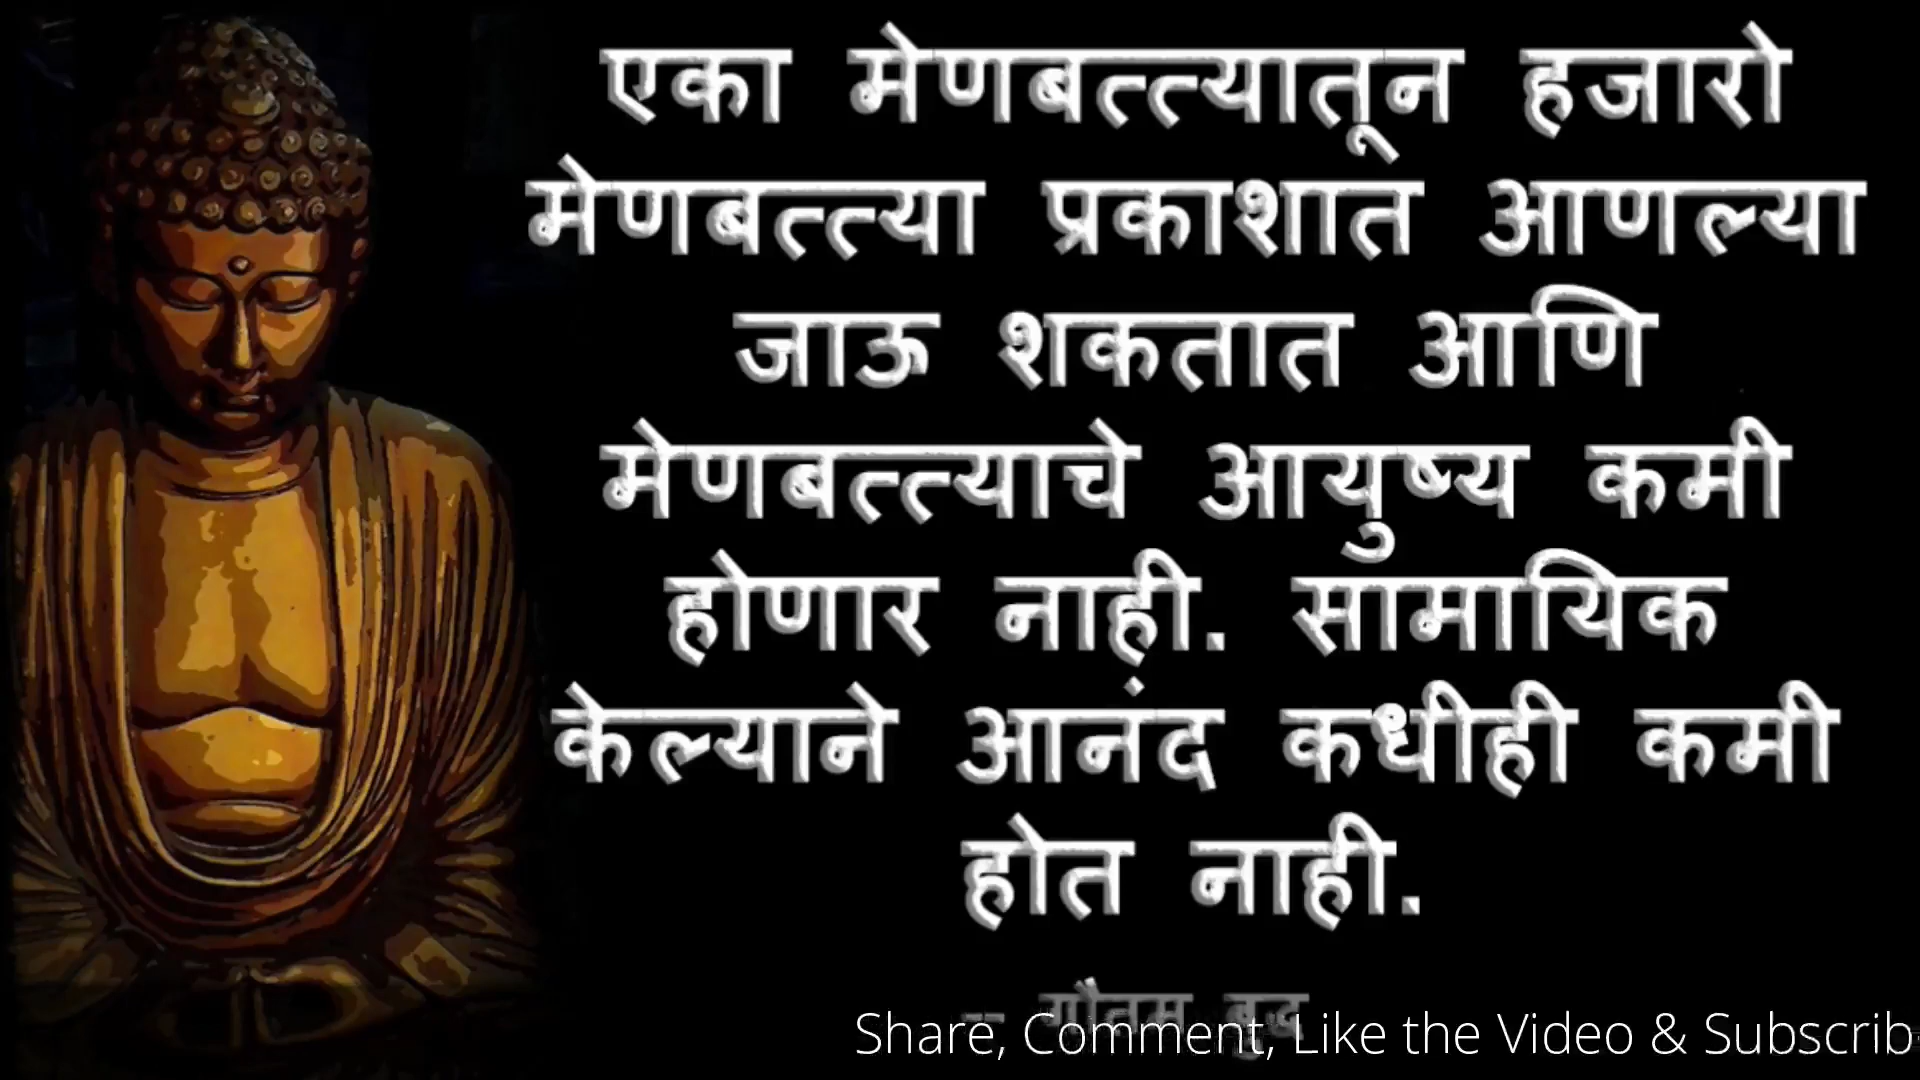 एका मेणबत्त्यातून हजारो
मेणबत्त्या प्रकाशात आणल्या
जाऊ शकतात आणि
मेणबत्त्याचे आयुष्य कमी
होणार नाही. सामायिक
केल्याने आनंद कधीही कमी
होत नाही.
-- गौतम बुद्ध
Share, Comment, Like the Video & Subscrib